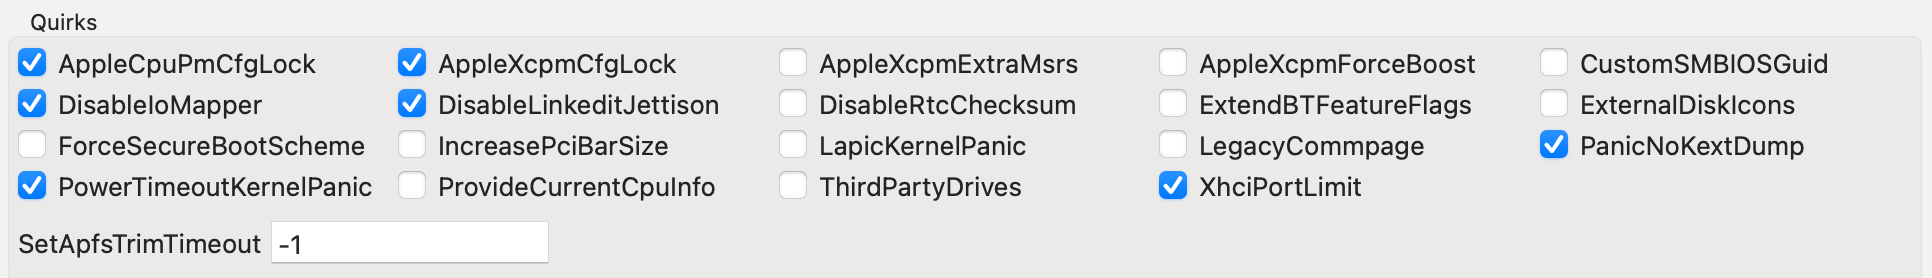 Quirks
AppleCpuPmCfgLock AppleXcpmCfgLock AppleXcpmExtraMsrs AppleXcpmForceBoost CustomSMBIOSGuid
DisableIoMapper DisableLinkeditJettison DisableRtcChecksum ExtendBTFeatureFlags ExternalDiskIcons
ForceSecureBootScheme IncreasePciBarSize LapicKernelPanic LegacyCommpage PanicNoKextDump
PowerTimeoutKernelPanic ProvideCurrentCpuInfo ThirdPartyDrives XhciPortLimit
SetApfsTrimTimeout -1